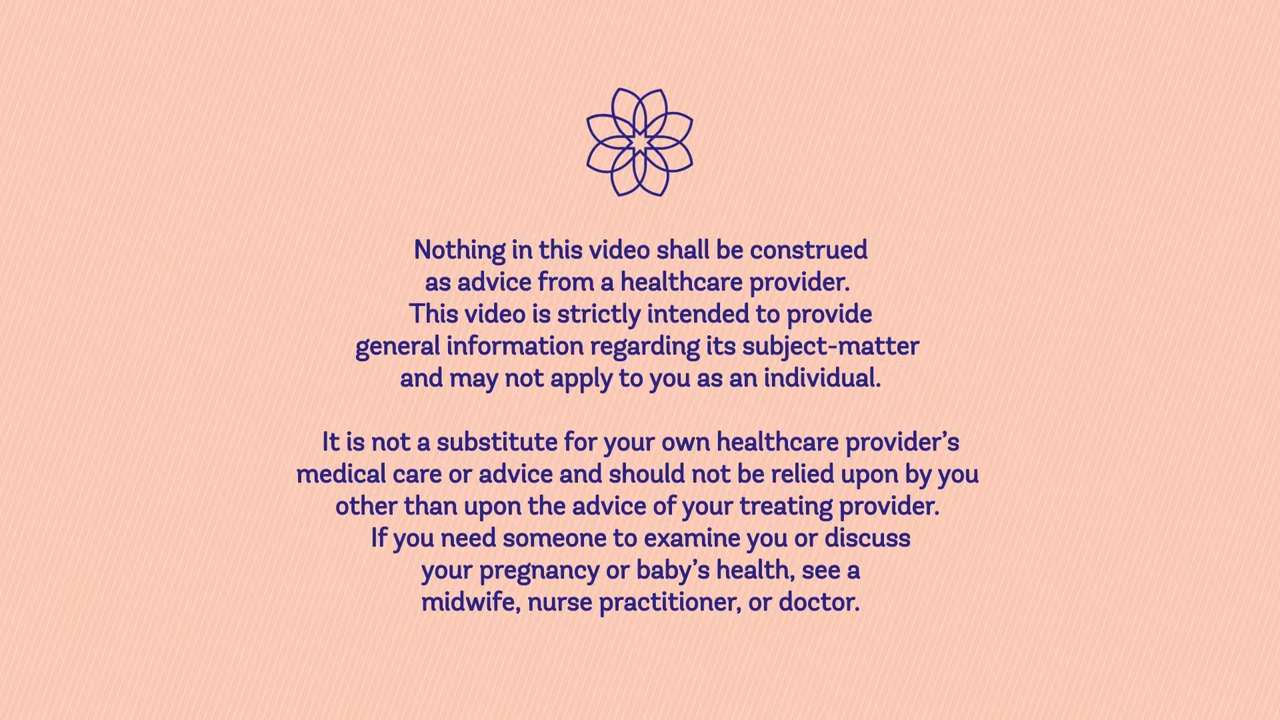 Nothing in this video shall be construed
as advice from a healthcare provider.
This video is strictly intended to provide
general information regarding its subject-matter
and may not apply to you as an individual.
It is not a substitute for your own healthcare provider’s
medical care or advice and should not be relied upon by you
other than upon the advice of your treating provider.
If you need someone to examine you or discuss
your pregnancy or baby’s health, see a
midwife, nurse practitioner, or doctor.